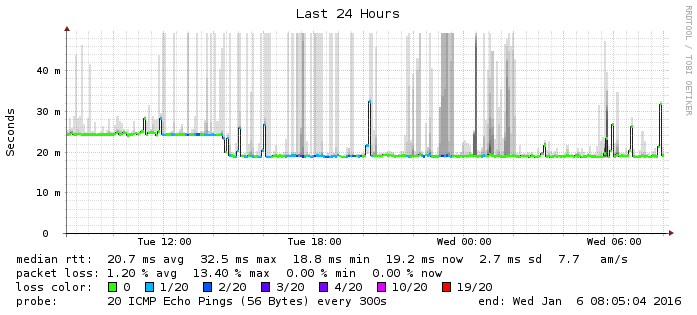 Last 24 Hours
RRDTOOL / TOBI OETIKER
Seconds
40 m
30 m
20 m
10 m
0
Tue 12:00 Tue 18:00 Wed 00:00 Wed 06:00
median rtt: 20.7 ms avg 32.5 ms max 18.8 ms min 19.2 ms now 2.7 ms sd 7.7 am/s
packet loss: 1.20 % avg 13.40 % max 0.00 % min 0.00 % now
loss color: 0 1/20 2/20 3/20 4/20 10/20 19/20
probe: 20 ICMP Echo Pings (56 Bytes) every 300s end: Wed Jan 6 08:05:04 2016